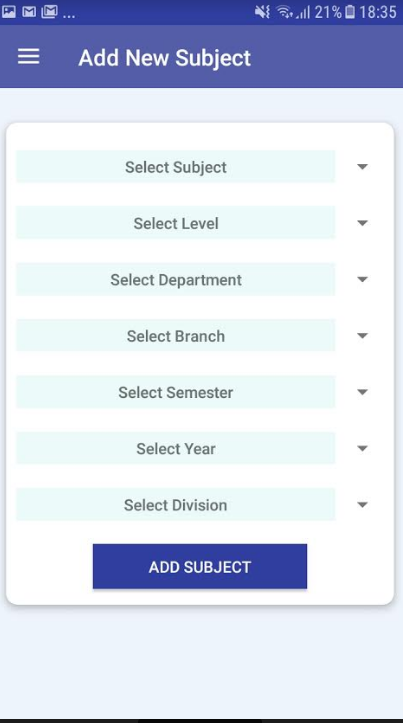 ... 21% 18:35
Add New Subject
Select Subject
Select Level
Select Department
Select Branch
Select Semester
Select Year
Select Division
ADD SUBJECT